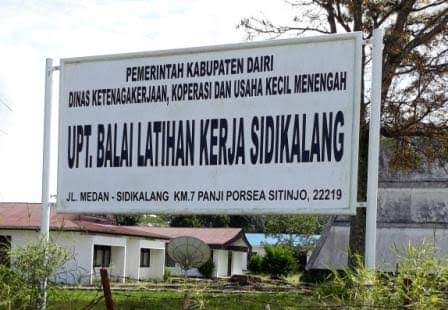 PEMERINTAH KABUPATEN DAIRI
DINAS KETENAGAKERJAAN, KOPERASI DAN USAHA KECIL MENENGAH
UPT. BALAI LATIHAN KERJA SIDIKALANG
JL. MEDAN - SIDIKALANG KM.7 PANJI PORSEA SITINJO, 22219